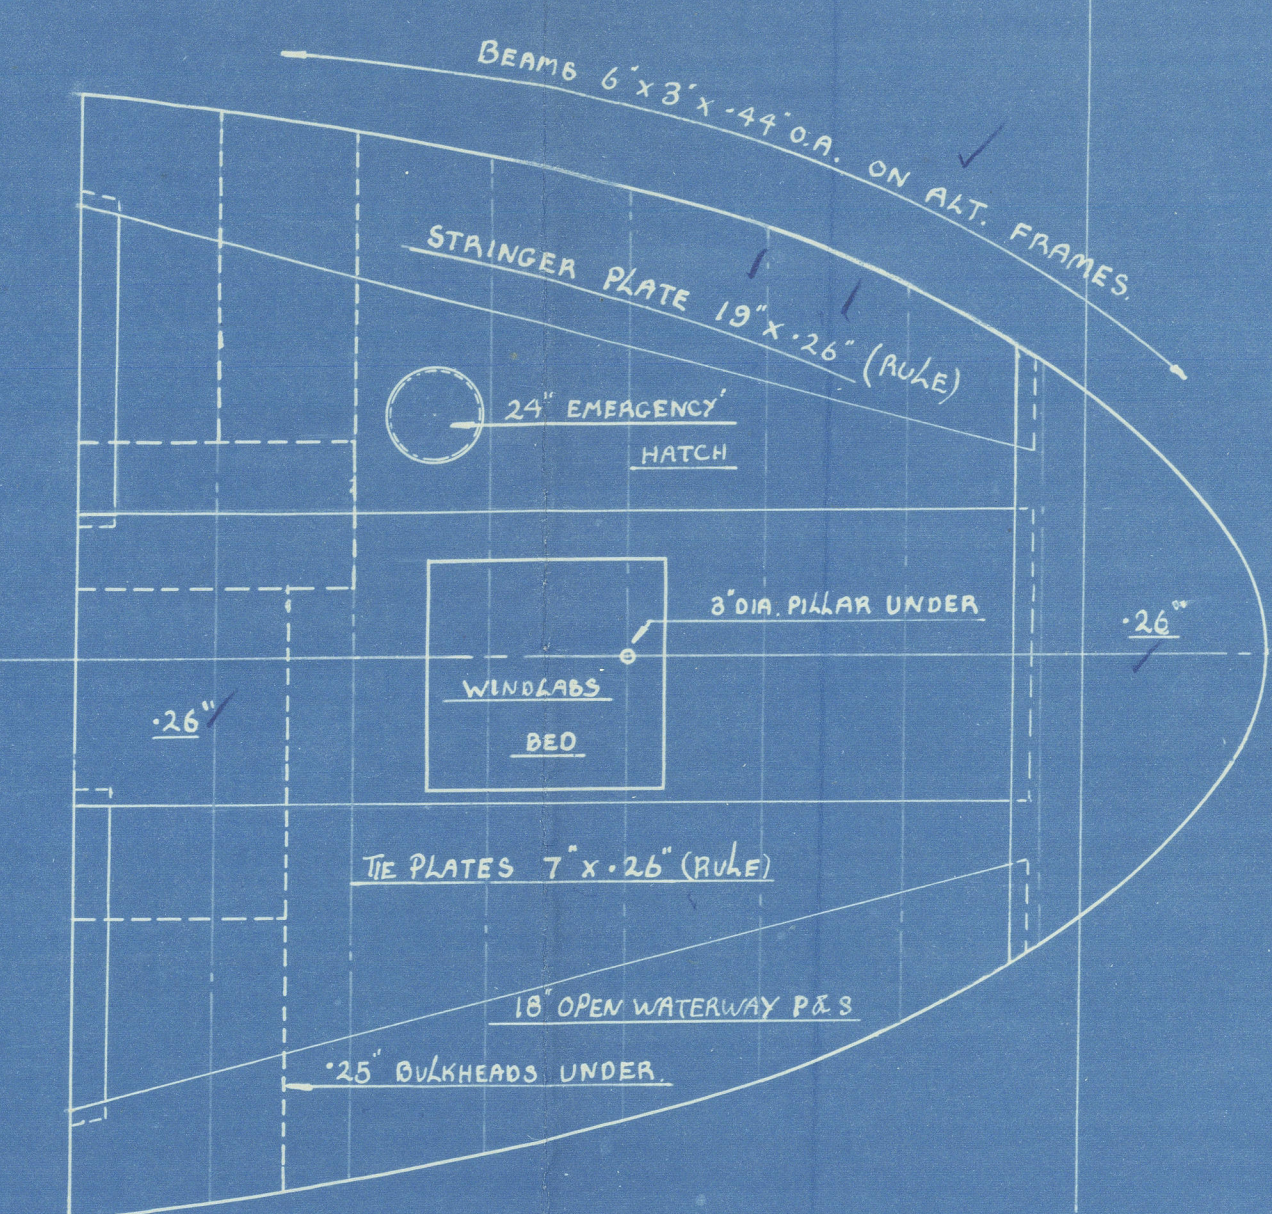 BEAMS 6"x3"x .44" O.A. ON ALT. FRAMES.
STRINGER PLATE 19"x .26" (RULE)
24" EMERGENCY
HATCH
3" DIA. PILLAR UNDER
.26"
WINDLASS
BED
.26"
TIE PLATES 7"x .26" (RULE)
18" OPEN WATERWAY P & S
.25" BULKHEADS UNDER.